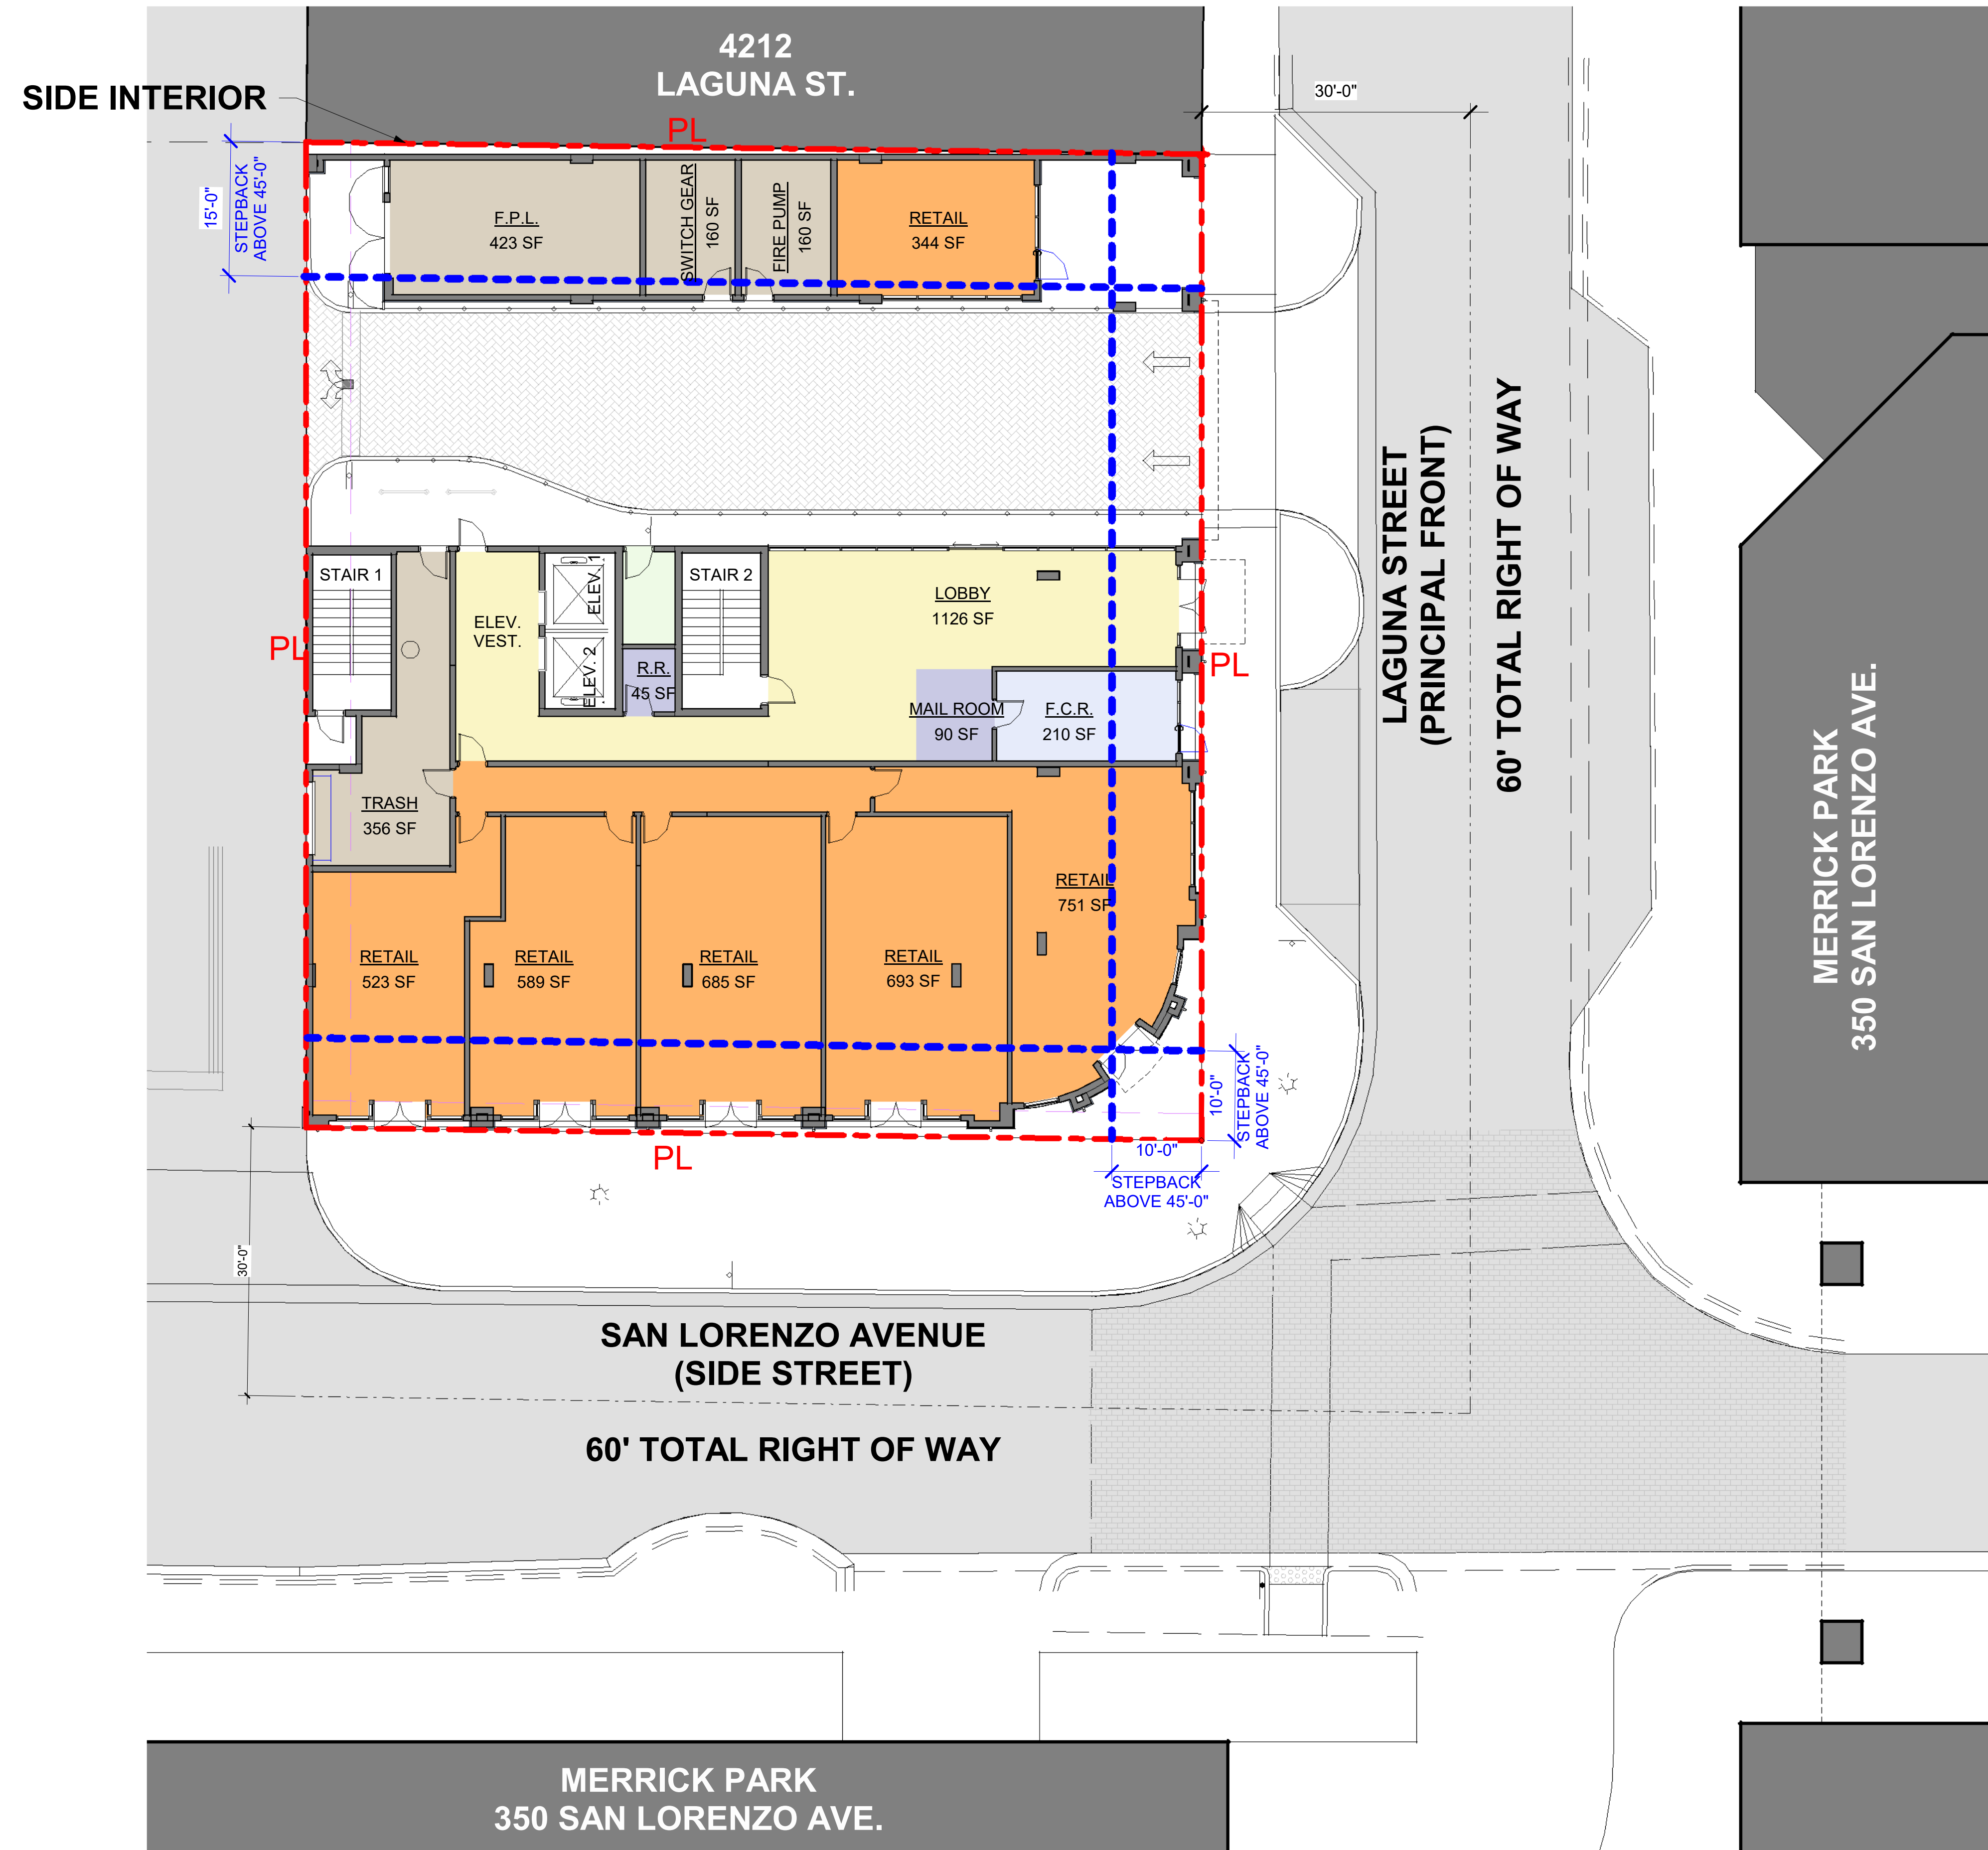 4212
LAGUNA ST.
SIDE INTERIOR
PL
30'-0"
15'-0"
STEPBACK
ABOVE 45'-0"
F.P.L.
423 SF
SWITCH GEAR
160 SF
FIRE PUMP
160 SF
RETAIL
344 SF
LAGUNA STREET
(PRINCIPAL FRONT)
60' TOTAL RIGHT OF WAY
STAIR 1
ELEV.
VEST.
ELEV. 1
ELEV. 2
STAIR 2
LOBBY
1126 SF
R.R.
45 SF
MAIL ROOM
90 SF
F.C.R.
210 SF
PL
PL
TRASH
356 SF
RETAIL
751 SF
RETAIL
523 SF
RETAIL
589 SF
RETAIL
685 SF
RETAIL
693 SF
MERRICK PARK
350 SAN LORENZO AVE.
10'-0"
STEPBACK
ABOVE 45'-0"
PL
10'-0"
STEPBACK
ABOVE 45'-0"
30'-0"
SAN LORENZO AVENUE
(SIDE STREET)
60' TOTAL RIGHT OF WAY
MERRICK PARK
350 SAN LORENZO AVE.